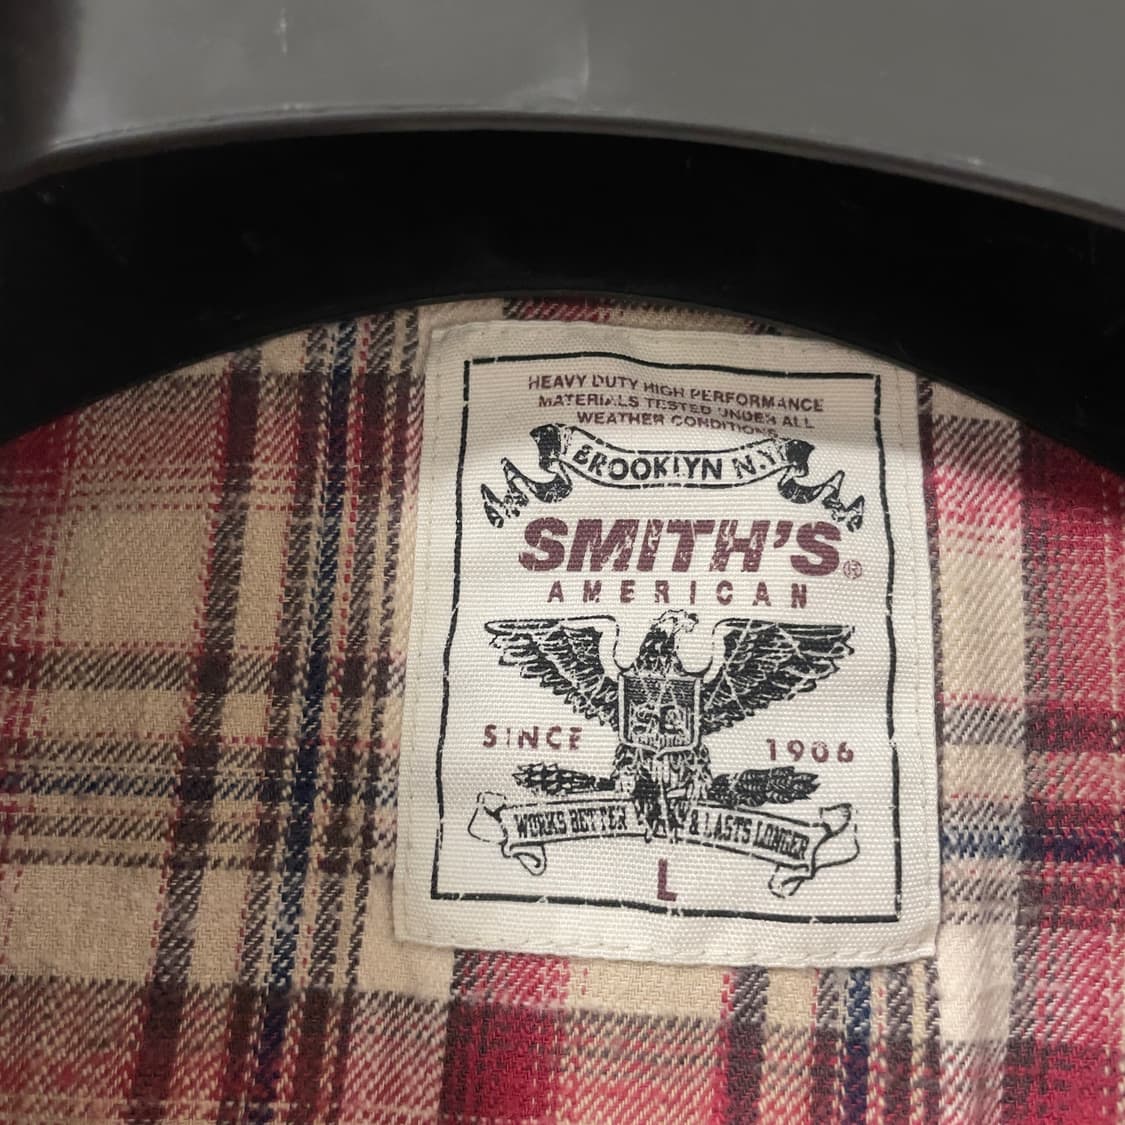 HEAVY DUTY HIGH PERFORMANCE
MATERIALS TESTED UNDER ALL
WEATHER CONDITIONS
BROOKLYN N.Y
SMITH'S®
AMERICAN
SINCE 1906
WORKS BETTER & LASTS LONGER
L